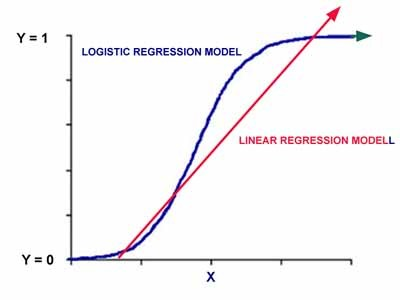 Y = 1
LOGISTIC REGRESSION MODEL
LINEAR REGRESSION MODELL
Y = 0
X